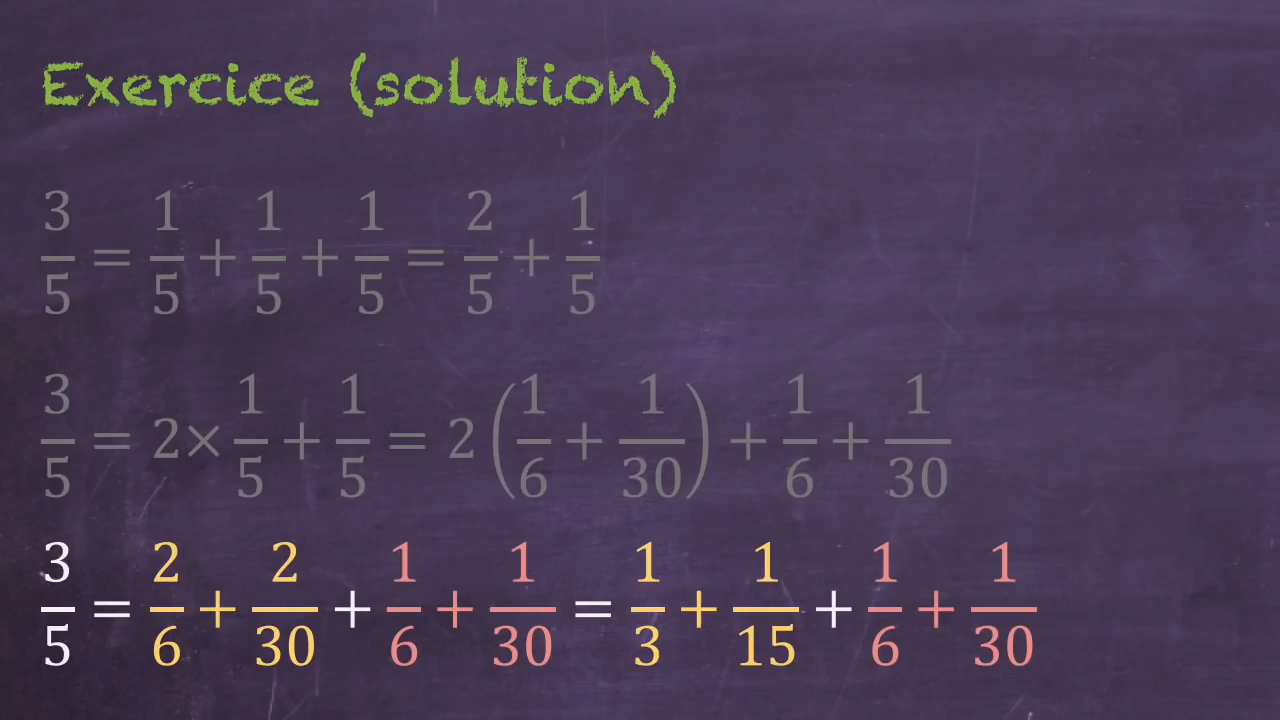 Exercice (solution)
3/5 = 1/5 + 1/5 + 1/5 = 2/5 + 1/5
3/5 = 2 × 1/5 + 1/5 = 2 (1/6 + 1/30) + 1/6 + 1/30
3/5 = 2/6 + 2/30 + 1/6 + 1/30 = 1/3 + 1/15 + 1/6 + 1/30